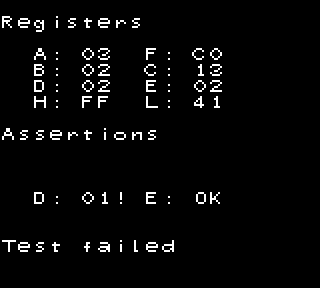 Registers
A: 03 F: C0
B: 02 C: 13
D: 02 E: 02
H: FF L: 41
Assertions
D: 01! E: OK
Test failed